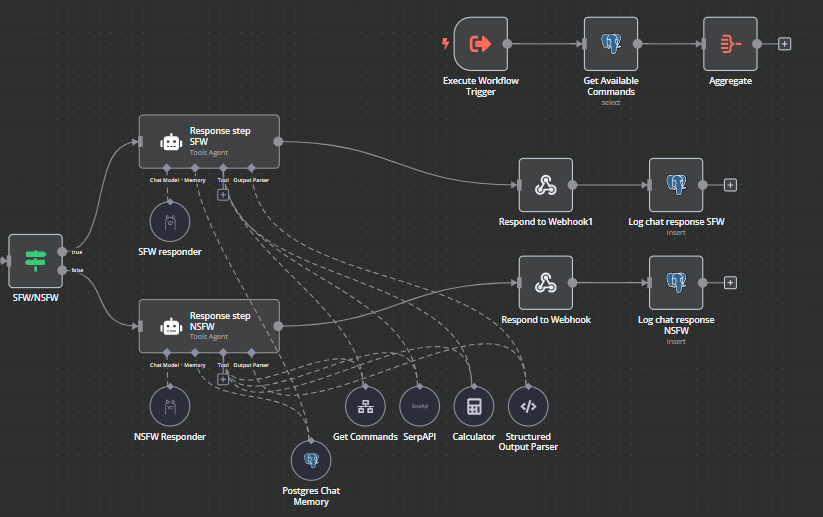 Execute Workflow
Trigger
Get Available
Commands
select
Aggregate
Response step
SFW
Tools Agent
Chat Model
Memory
Tool
Output Parser
SFW responder
Respond to Webhook1
Log chat response SFW
insert
true
false
SFW/NSFW
Response step
NSFW
Tools Agent
Chat Model
Memory
Tool
Output Parser
Respond to Webhook
Log chat response
NSFW
insert
NSFW Responder
Get Commands
SerpApi
SerpAPI
Calculator
Structured
Output Parser
Postgres Chat
Memory